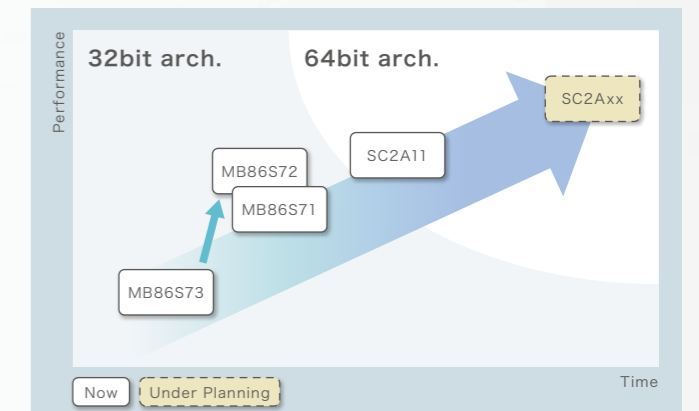 Performance
32bit arch.
64bit arch.
SC2Axx
SC2A11
MB86S72
MB86S71
MB86S73
Time
Now
Under Planning